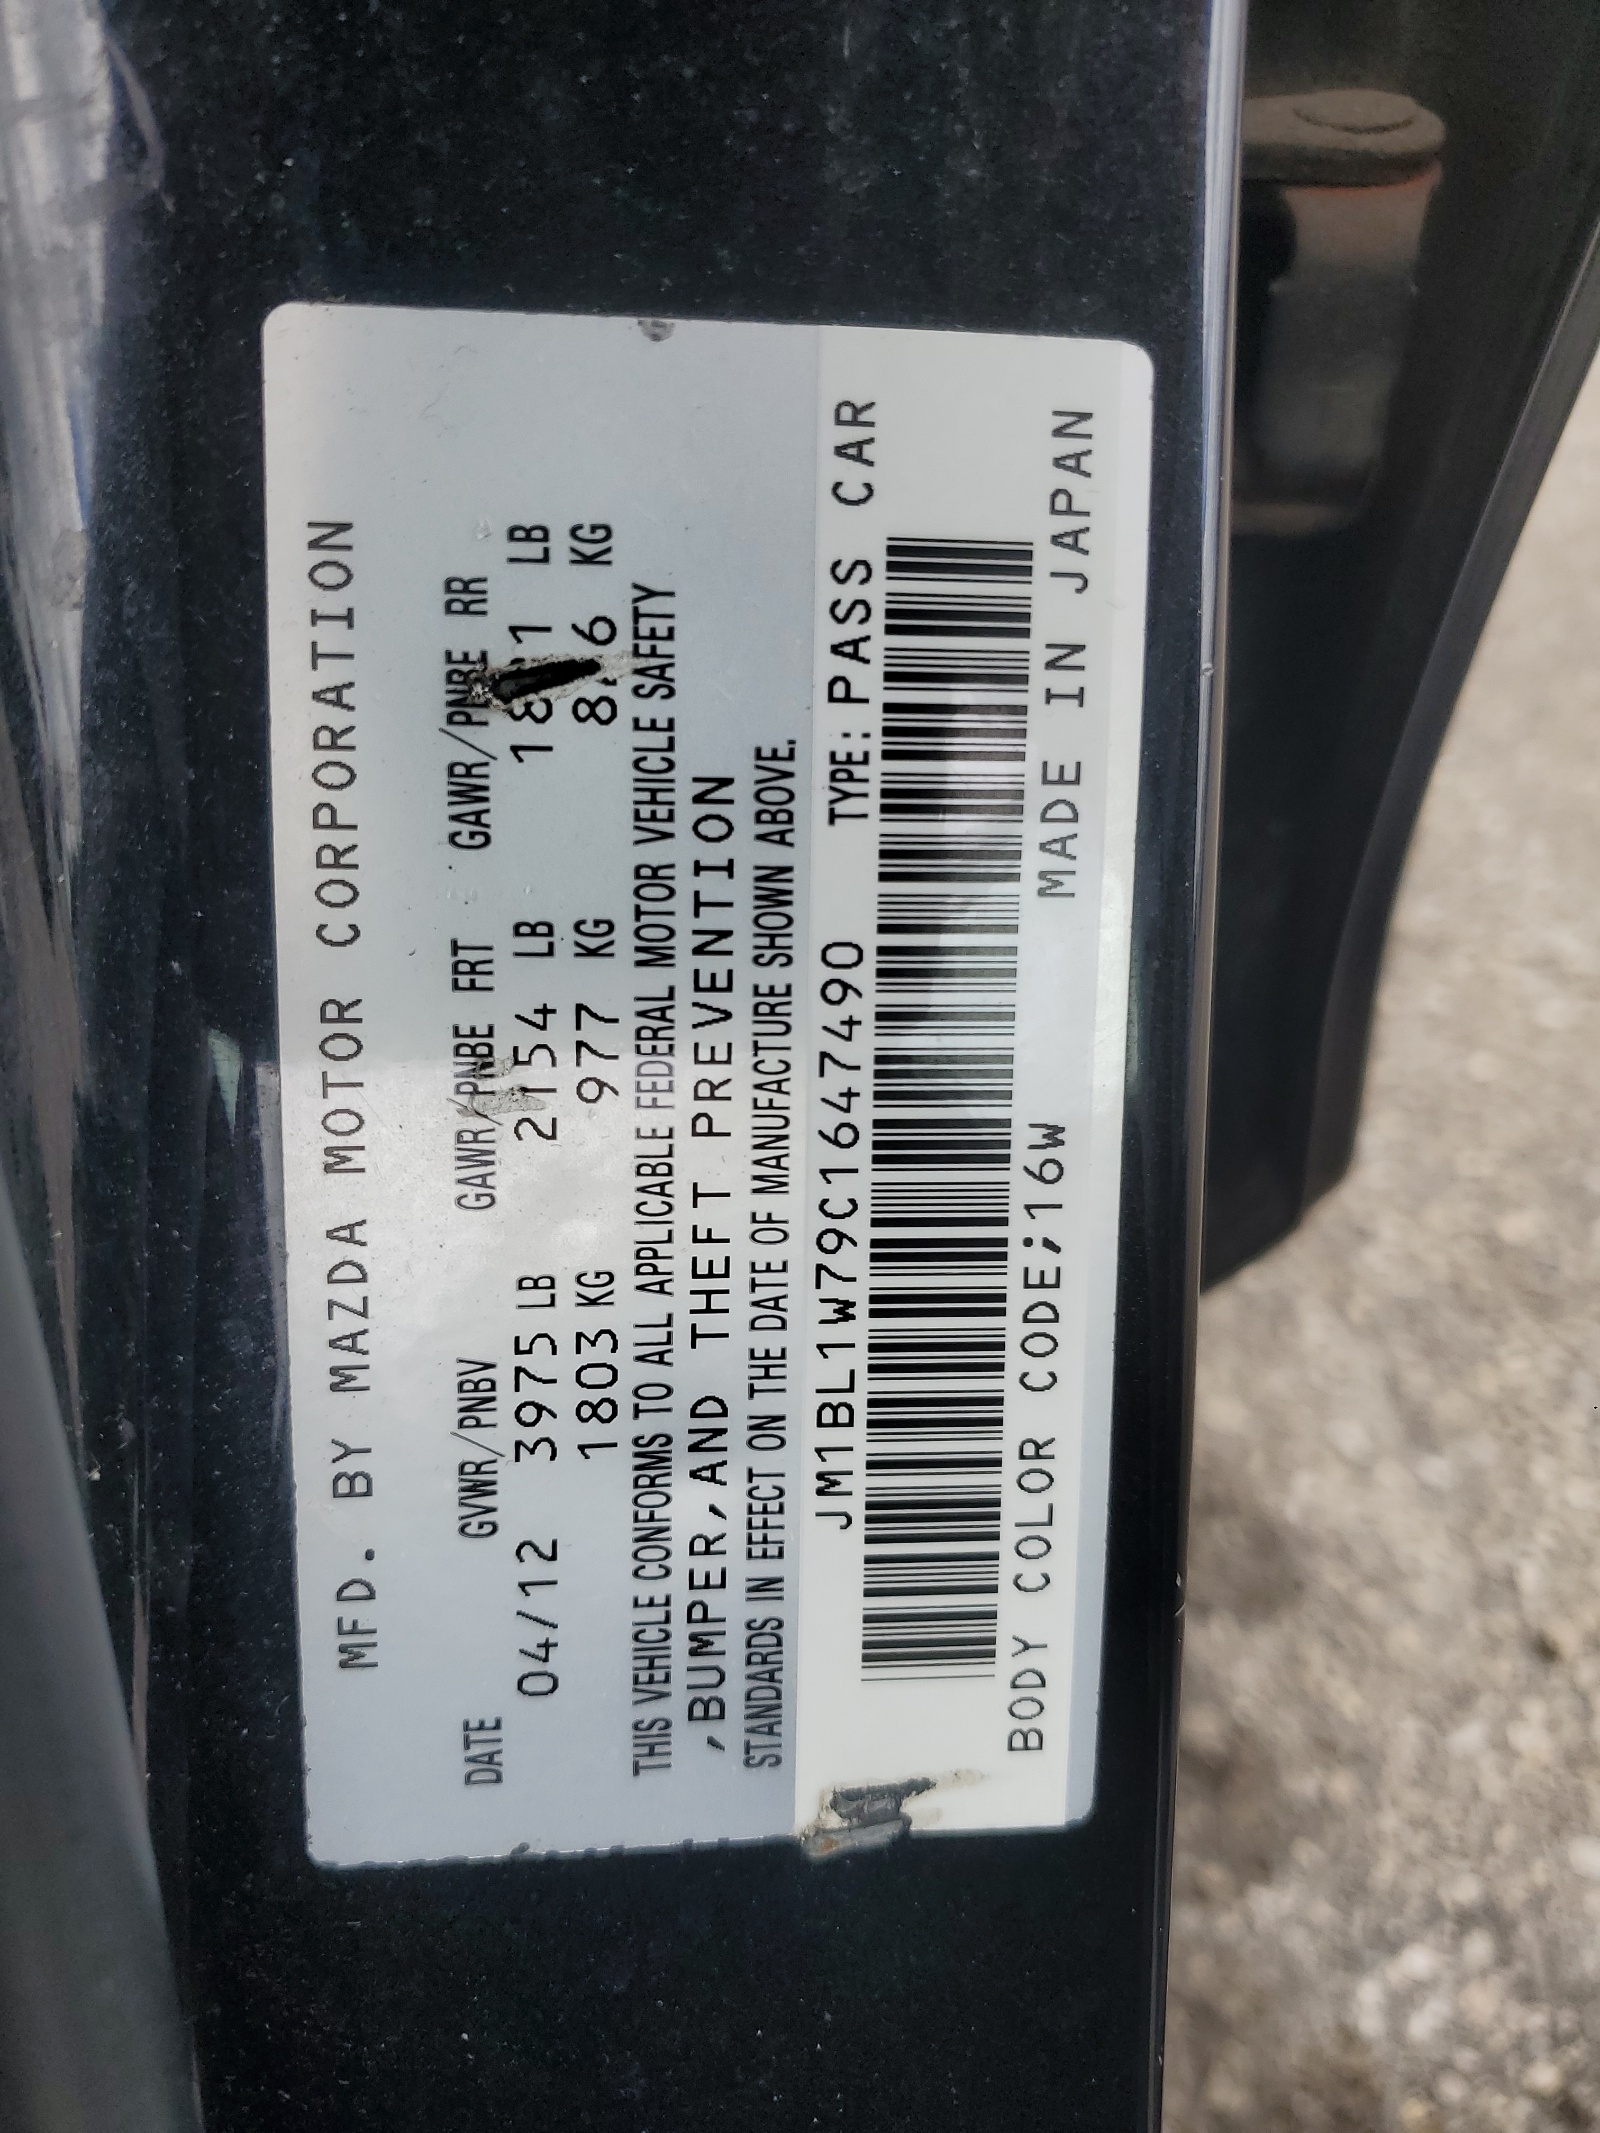 MFD. BY MAZDA MOTOR CORPORATION
DATE GVWR/PNBV GAWR/PNBE FRT GAWR/PNBE RR
04/12 3975 LB 2154 LB LB
1803 KG 977 KG KG
THIS VEHICLE CONFORMS TO ALL APPLICABLE FEDERAL MOTOR VEHICLE SAFETY
,BUMPER,AND THEFT PREVENTION
STANDARDS IN EFFECT ON THE DATE OF MANUFACTURE SHOWN ABOVE.
JM1BL1W79C1647490 TYPE: PASS CAR
BODY COLOR CODE;16W MADE IN JAPAN